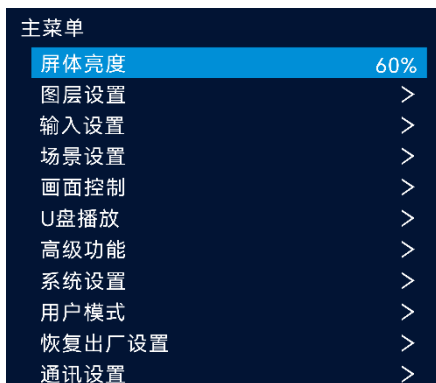 主菜单
屏体亮度 60%
图层设置 >
输入设置 >
场景设置 >
画面控制 >
U盘播放 >
高级功能 >
系统设置 >
用户模式 >
恢复出厂设置 >
通讯设置 >